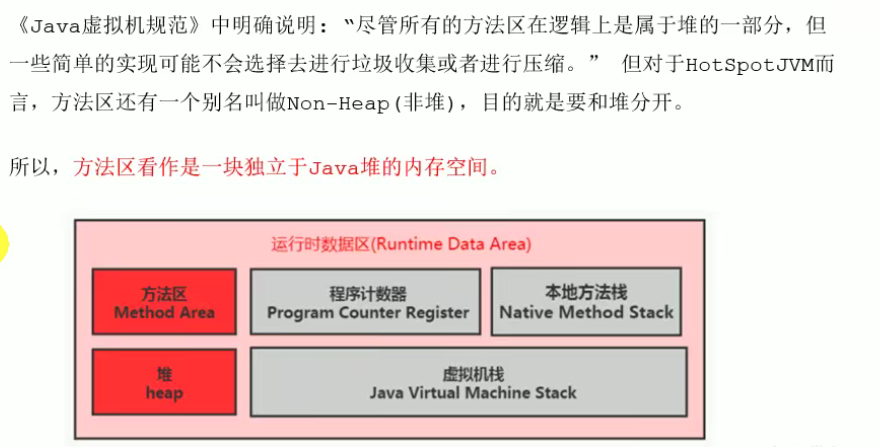 《Java虚拟机规范》中明确说明：“尽管所有的方法区在逻辑上是属于堆的一部分，但
一些简单的实现可能不会选择去进行垃圾收集或者进行压缩。” 但对于HotSpotJVM而
言，方法区还有一个别名叫做Non-Heap(非堆)，目的就是要和堆分开。
所以，方法区看作是一块独立于Java堆的内存空间。
运行时数据区(Runtime Data Area)
方法区
Method Area
程序计数器
Program Counter Register
本地方法栈
Native Method Stack
堆
heap
虚拟机栈
Java Virtual Machine Stack